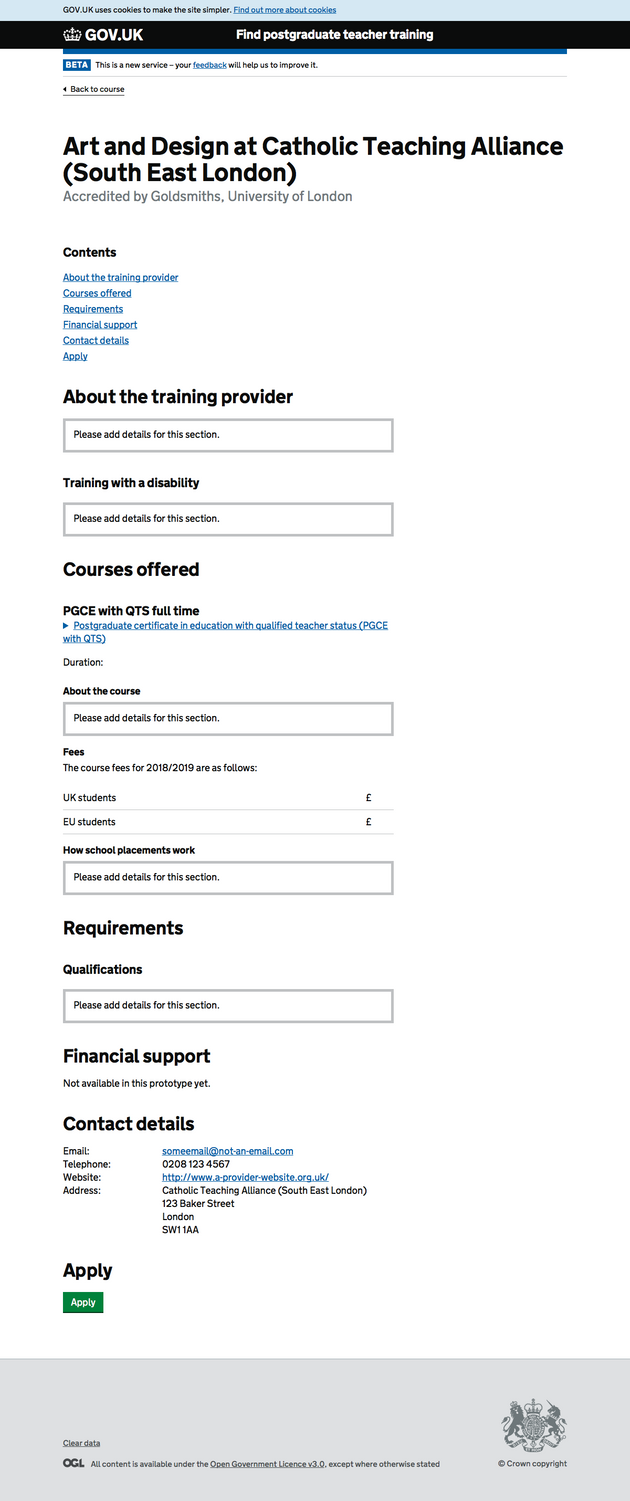 GOV.UK uses cookies to make the site simpler. Find out more about cookies
GOV.UK
Find postgraduate teacher training
BETA This is a new service – your feedback will help us to improve it.
Back to course
Art and Design at Catholic Teaching Alliance
(South East London)
Accredited by Goldsmiths, University of London
Contents
About the training provider
Courses offered
Requirements
Financial support
Contact details
Apply
About the training provider
Please add details for this section.
Training with a disability
Please add details for this section.
Courses offered
PGCE with QTS full time
Postgraduate certificate in education with qualified teacher status (PGCE
with QTS)
Duration:
About the course
Please add details for this section.
Fees
The course fees for 2018/2019 are as follows:
UK students £
EU students £
How school placements work
Please add details for this section.
Requirements
Qualifications
Please add details for this section.
Financial support
Not available in this prototype yet.
Contact details
Email: someemail@not-an-email.com
Telephone: 0208 123 4567
Website: http://www.a-provider-website.org.uk/
Address: Catholic Teaching Alliance (South East London)
123 Baker Street
London
SW1 1AA
Apply
Apply
Clear data
OGL All content is available under the Open Government Licence v3.0, except where otherwise stated
© Crown copyright